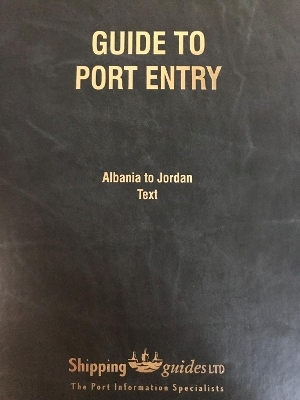 GUIDE TO
PORT ENTRY
Albania to Jordan
Text
Shipping guides LTD
The Port Information Specialists